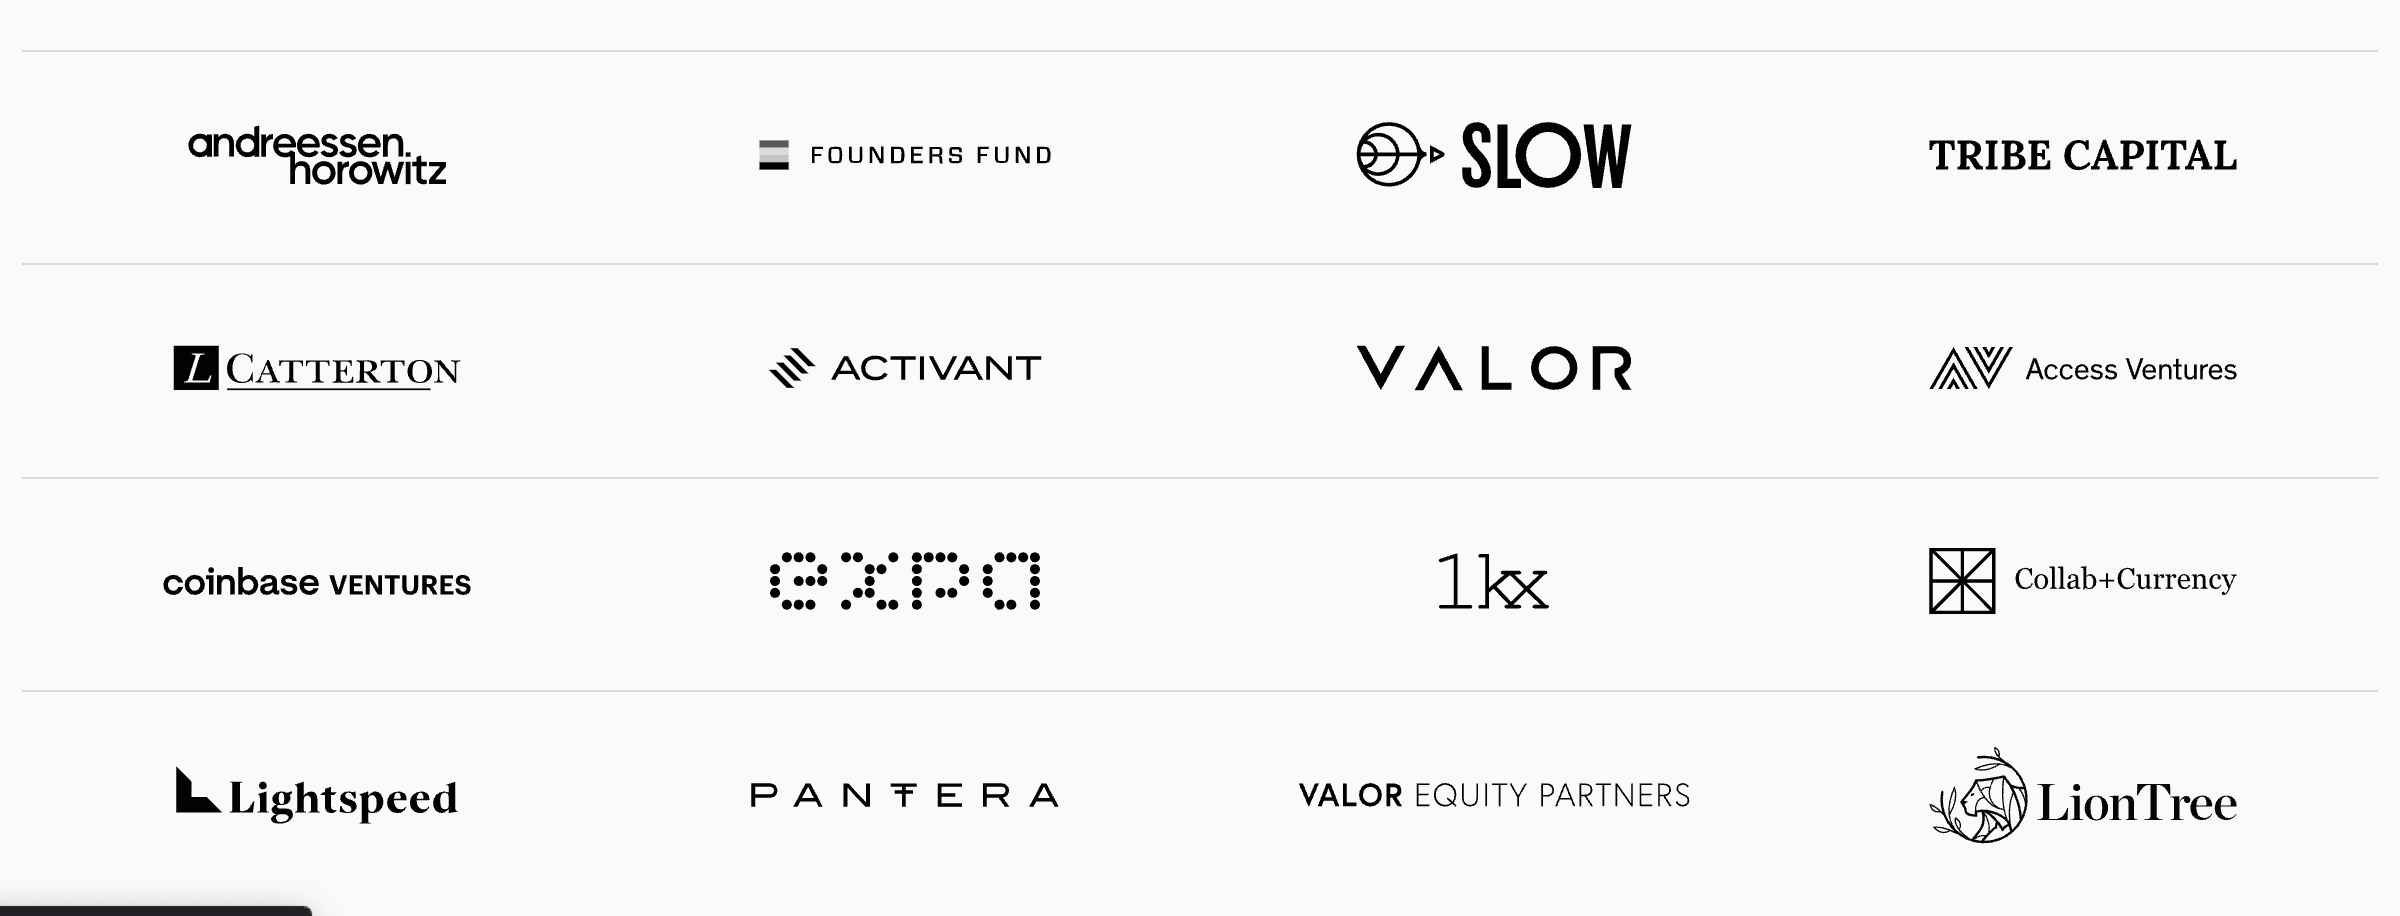 andreessen.
horowitz
FOUNDERS FUND
SLOW
TRIBE CAPITAL
L CATTERTON
ACTIVANT
VALOR
Access Ventures
coinbase VENTURES
expa
1kx
Collab+Currency
Lightspeed
PANTERA
VALOR EQUITY PARTNERS
LionTree